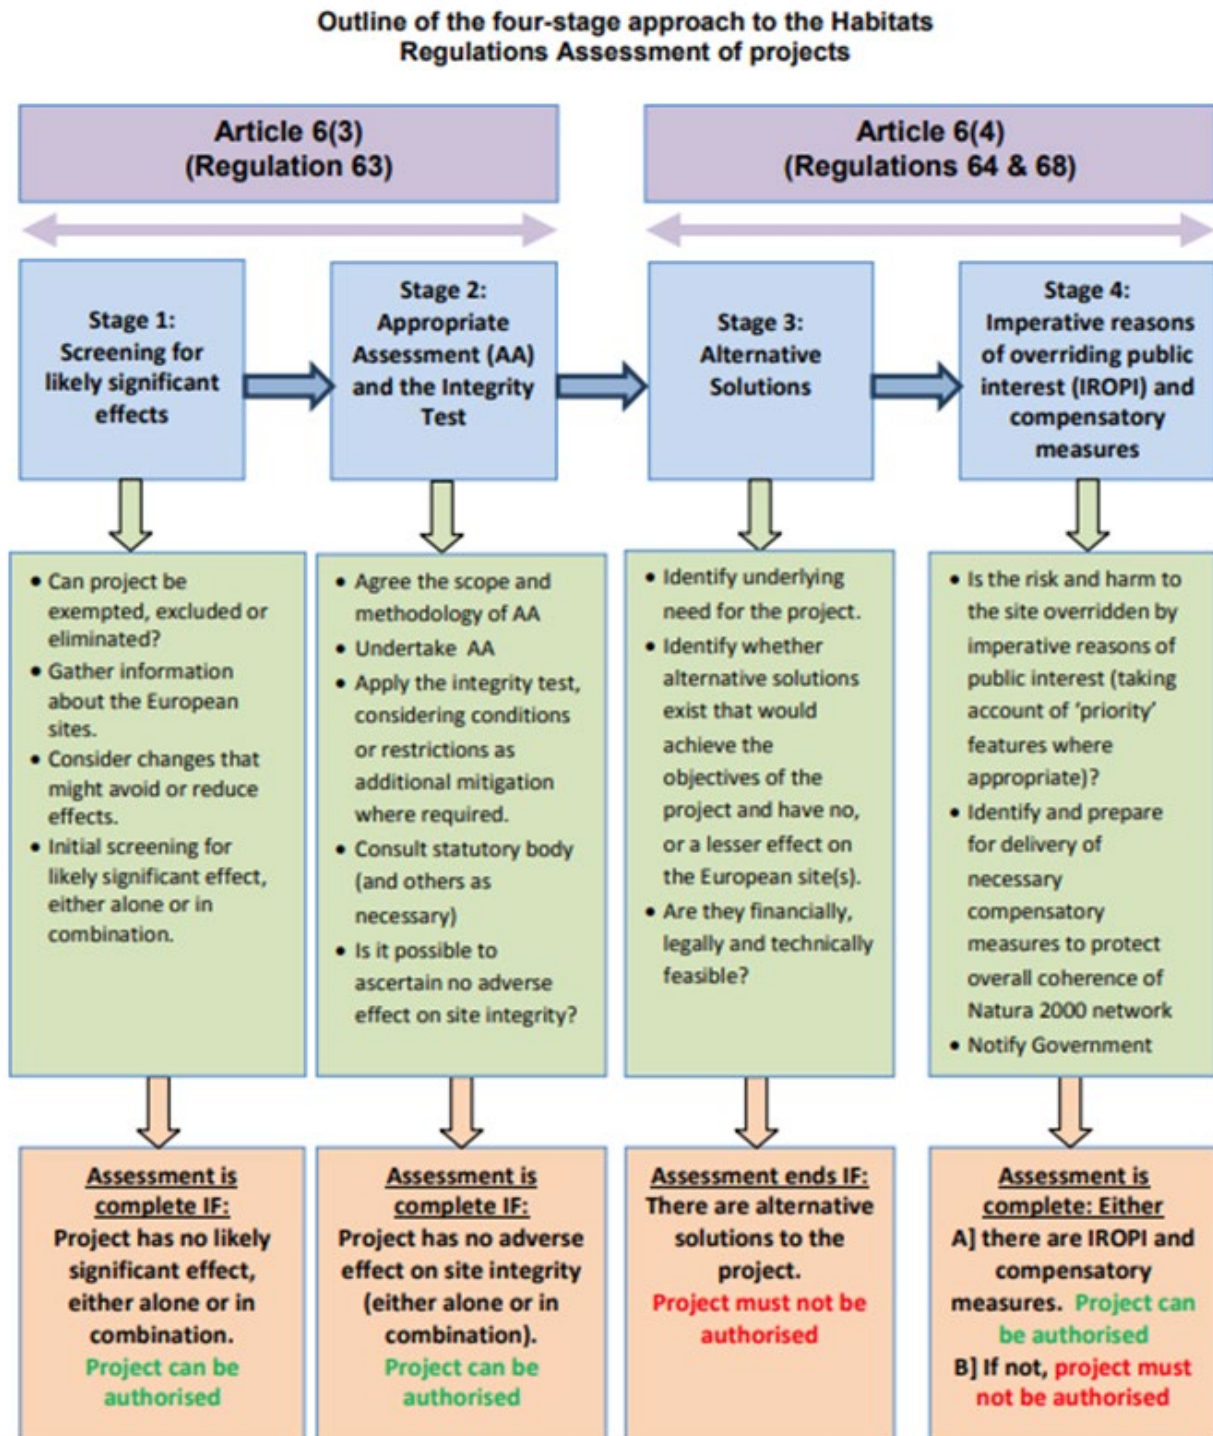 Outline of the four-stage approach to the Habitats
Regulations Assessment of projects
Article 6(3)
(Regulation 63)
Article 6(4)
(Regulations 64 & 68)
Stage 1:
Screening for
likely significant
effects
Stage 2:
Appropriate
Assessment (AA)
and the Integrity
Test
Stage 3:
Alternative
Solutions
Stage 4:
Imperative reasons
of overriding public
interest (IROPI) and
compensatory
measures
• Can project be
exempted, excluded or
eliminated?
• Gather information
about the European
sites.
• Consider changes that
might avoid or reduce
effects.
• Initial screening for
likely significant effect,
either alone or in
combination.
• Agree the scope and
methodology of AA
• Undertake AA
• Apply the integrity test,
considering conditions
or restrictions as
additional mitigation
where required.
• Consult statutory body
(and others as
necessary)
• Is it possible to
ascertain no adverse
effect on site integrity?
• Identify underlying
need for the project.
• Identify whether
alternative solutions
exist that would
achieve the
objectives of the
project and have no,
or a lesser effect on
the European site(s).
• Are they financially,
legally and technically
feasible?
• Is the risk and harm to
the site overridden by
imperative reasons of
public interest (taking
account of ‘priority’
features where
appropriate)?
• Identify and prepare
for delivery of
necessary
compensatory
measures to protect
overall coherence of
Natura 2000 network
• Notify Government
Assessment is
complete IF:
Project has no likely
significant effect,
either alone or in
combination.
Project can be
authorised
Assessment is
complete IF:
Project has no adverse
effect on site integrity
(either alone or in
combination).
Project can be
authorised
Assessment ends IF:
There are alternative
solutions to the
project.
Project must not be
authorised
Assessment is
complete: Either
A] there are IROPI and
compensatory
measures. Project can
be authorised
B] If not, project must
not be authorised